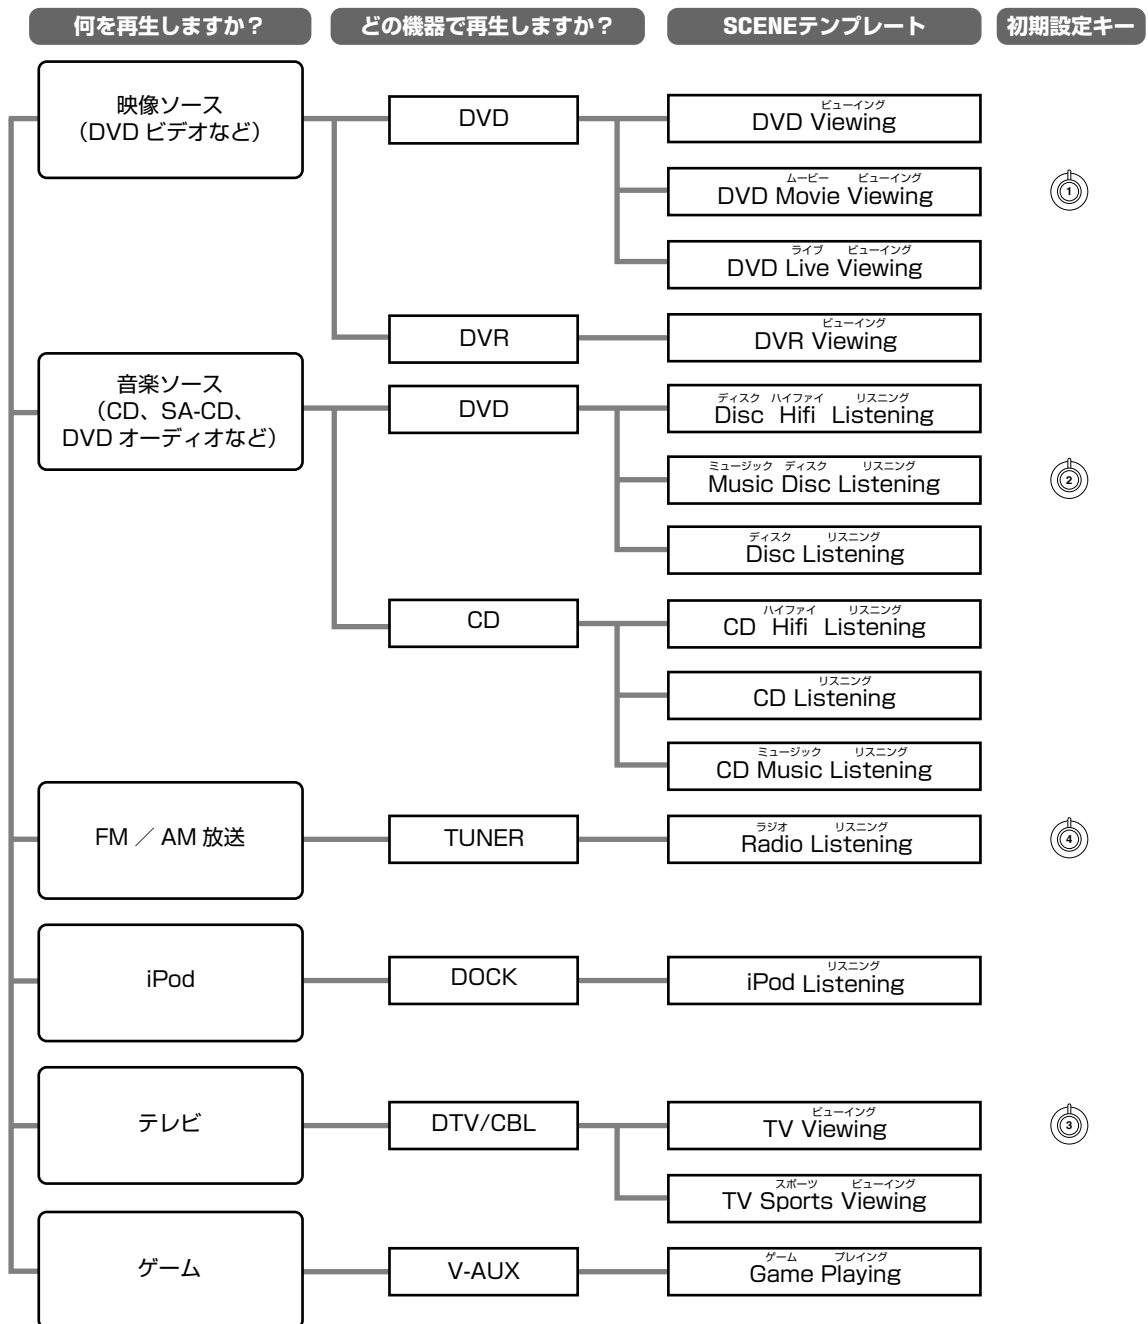 何を再生しますか？
どの機器で再生しますか？
SCENEテンプレート
初期設定キー
映像ソース
（DVD ビデオなど）
DVD
ビューイング
DVD Viewing
ムービー ビューイング
DVD Movie Viewing
①
ライブ ビューイング
DVD Live Viewing
DVR
ビューイング
DVR Viewing
音楽ソース
（CD、SA-CD、
DVD オーディオなど）
DVD
ディスク ハイファイ リスニング
Disc Hifi Listening
ミュージック ディスク リスニング
Music Disc Listening
②
ディスク リスニング
Disc Listening
CD
ハイファイ リスニング
CD Hifi Listening
リスニング
CD Listening
ミュージック リスニング
CD Music Listening
FM ／ AM 放送
TUNER
ラジオ リスニング
Radio Listening
④
iPod
DOCK
リスニング
iPod Listening
テレビ
DTV/CBL
ビューイング
TV Viewing
③
スポーツ ビューイング
TV Sports Viewing
ゲーム
V-AUX
ゲーム プレイング
Game Playing